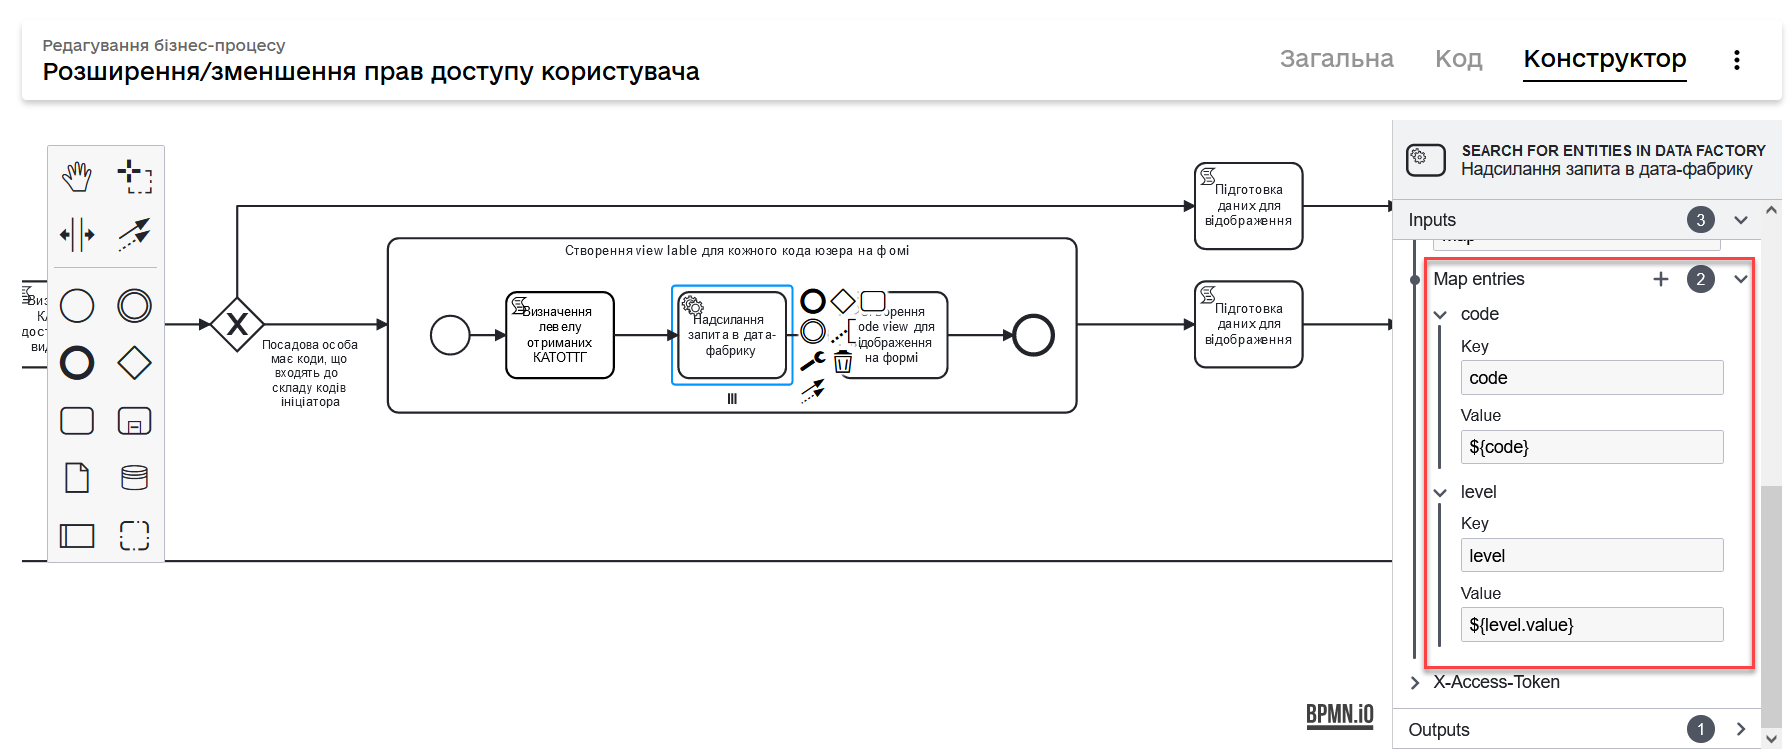 Редагування бізнес-процесу
Розширення/зменшення прав доступу користувача
Загальна
Код
Конструктор
Посадова особа
має коди, що
входять до
складу кодів
ініціатора
Створення view lable для кожного кода юзера на фомі
Визначення
левелу
отриманих
КАТОТТГ
Надсилання
запита в дата-
фабрику
ode view для
на формі
Підготовка
даних для
відображення
Підготовка
даних для
відображення
BPMN.iO
SEARCH FOR ENTITIES IN DATA FACTORY
Надсилання запита в дата-фабрику
Inputs
3
Map entries
2
code
Key
code
Value
${code}
level
Key
level
Value
${level.value}
X-Access-Token
Outputs
1